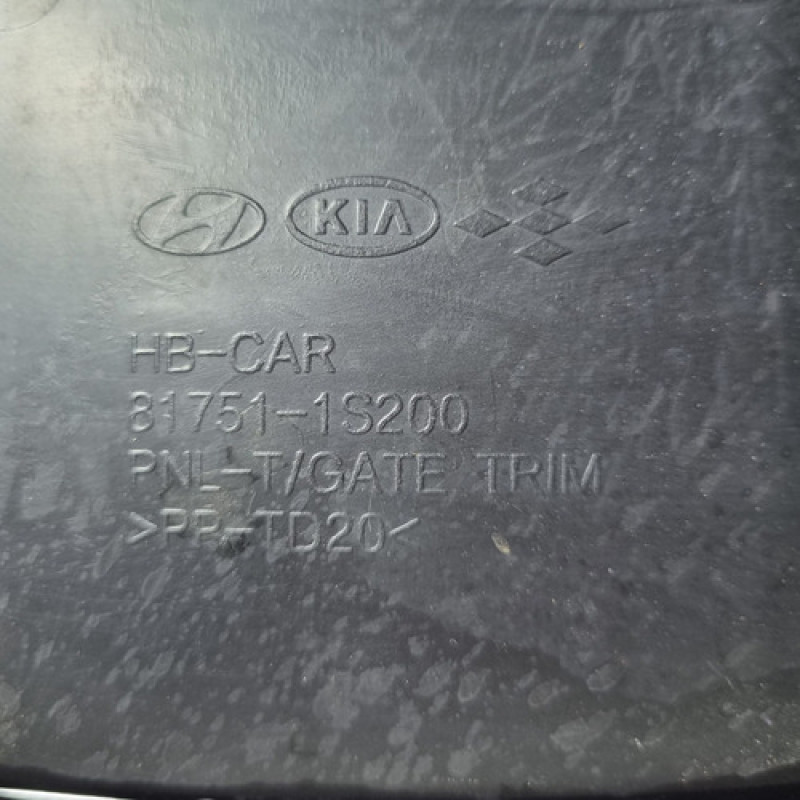 KIA
HB-CAR
81751-1S200
PNL-T/GATE TRIM
>PP-TD20<